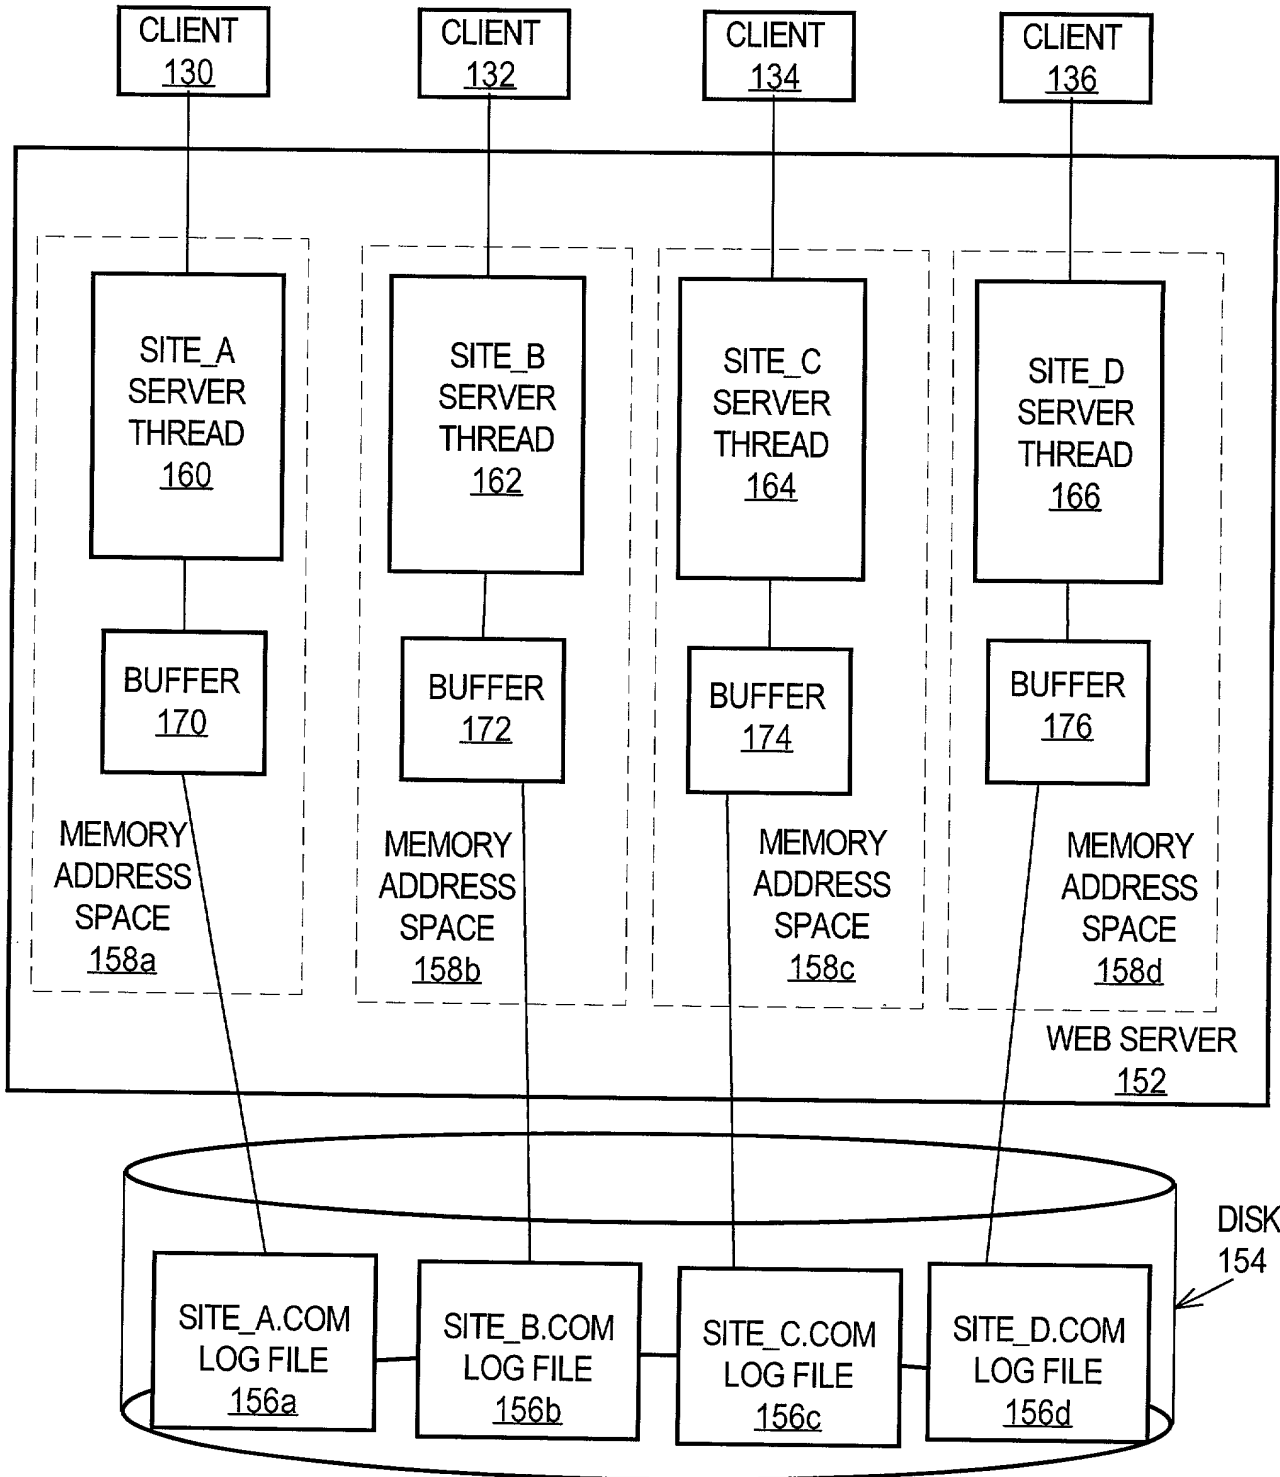 CLIENT
130
CLIENT
132
CLIENT
134
CLIENT
136
SITE_A
SERVER
THREAD
160
SITE_B
SERVER
THREAD
162
SITE_C
SERVER
THREAD
164
SITE_D
SERVER
THREAD
166
BUFFER
170
BUFFER
172
BUFFER
174
BUFFER
176
MEMORY
ADDRESS
SPACE
158a
MEMORY
ADDRESS
SPACE
158b
MEMORY
ADDRESS
SPACE
158c
MEMORY
ADDRESS
SPACE
158d
WEB SERVER
152
DISK
154
SITE_A.COM
LOG FILE
156a
SITE_B.COM
LOG FILE
156b
SITE_C.COM
LOG FILE
156c
SITE_D.COM
LOG FILE
156d